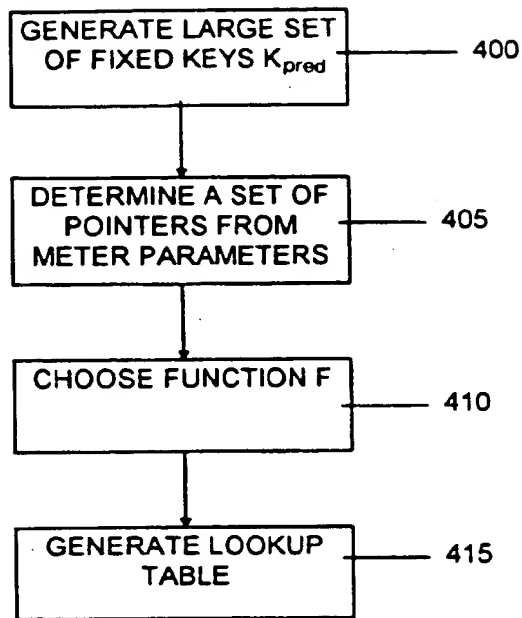 GENERATE LARGE SET
OF FIXED KEYS Kpred
400
DETERMINE A SET OF
POINTERS FROM
METER PARAMETERS
405
CHOOSE FUNCTION F
410
GENERATE LOOKUP
TABLE
415